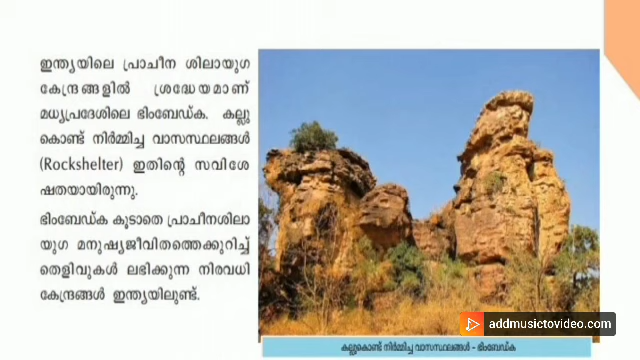 ഇന്ത്യയിലെ പ്രാചീന ശിലായുഗ
കേന്ദ്രങ്ങളിൽ ശ്രദ്ധേയമാണ്
മധ്യപ്രദേശിലെ ഭിംബേഡ്ക. കല്ലു
കൊണ്ട് നിർമ്മിച്ച വാസസ്ഥലങ്ങൾ
(Rockshelter) ഇതിന്റെ സവിശേ
ഷതയായിരുന്നു.
ഭിംബേഡ്ക കൂടാതെ പ്രാചീനശിലാ
യുഗ മനുഷ്യജീവിതത്തെക്കുറിച്ച്
തെളിവുകൾ ലഭിക്കുന്ന നിരവധി
കേന്ദ്രങ്ങൾ ഇന്ത്യയിലുണ്ട്.
addmusictovideo.com
കല്ലുകൊണ്ട് നിർമ്മിച്ച വാസസ്ഥലങ്ങൾ - ഭിംബേഡ്ക